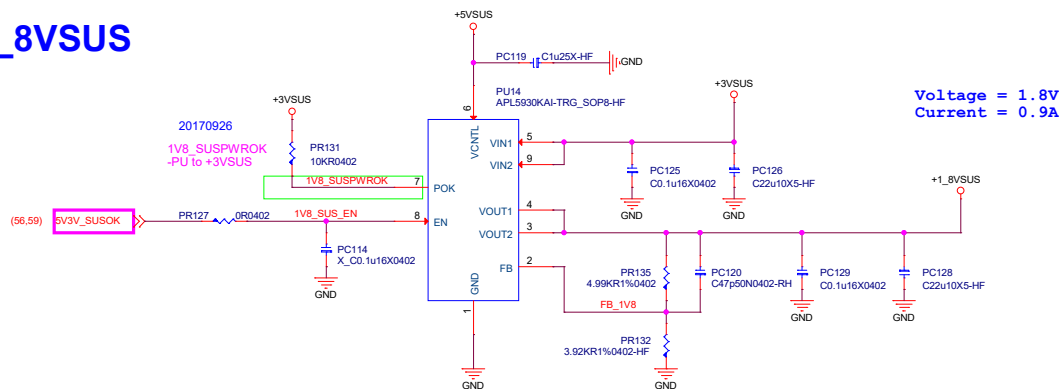 _8VSUS
+5VSUS
PC119
C1u25X-HF
GND
PU14
APL5930KAI-TRG_SOP8-HF
+3VSUS
+3VSUS
Voltage = 1.8V
Current = 0.9A
20170926
1V8_SUSPWROK
-PU to +3VSUS
PR131
10KR0402
6
VCNTL
VIN1
5
VIN2
9
PC125
C0.1u16X0402
GND
PC126
C22u10X5-HF
GND
1V8_SUSPWROK
7
POK
+1_8VSUS
(56,59)
5V3V_SUSOK
PR127
0R0402
1V8_SUS_EN
8
EN
VOUT1
4
VOUT2
3
PC114
X_C0.1u16X0402
GND
FB
2
PR135
4.99KR1%0402
PC120
C47p50N0402-RH
PC129
C0.1u16X0402
GND
PC128
C22u10X5-HF
GND
GND
1
GND
FB_1V8
PR132
3.92KR1%0402-HF
GND